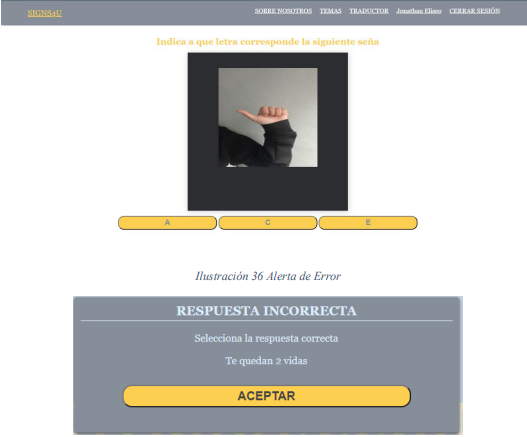 SIGNS4U SOBRE NOSOTROS TEMAS TRADUCTOR Jonathan Eliseo CERRAR SESIÓN
Indica a que letra corresponde la siguiente seña
A C E
Ilustración 36 Alerta de Error
RESPUESTA INCORRECTA
Selecciona la respuesta correcta
Te quedan 2 vidas
ACEPTAR